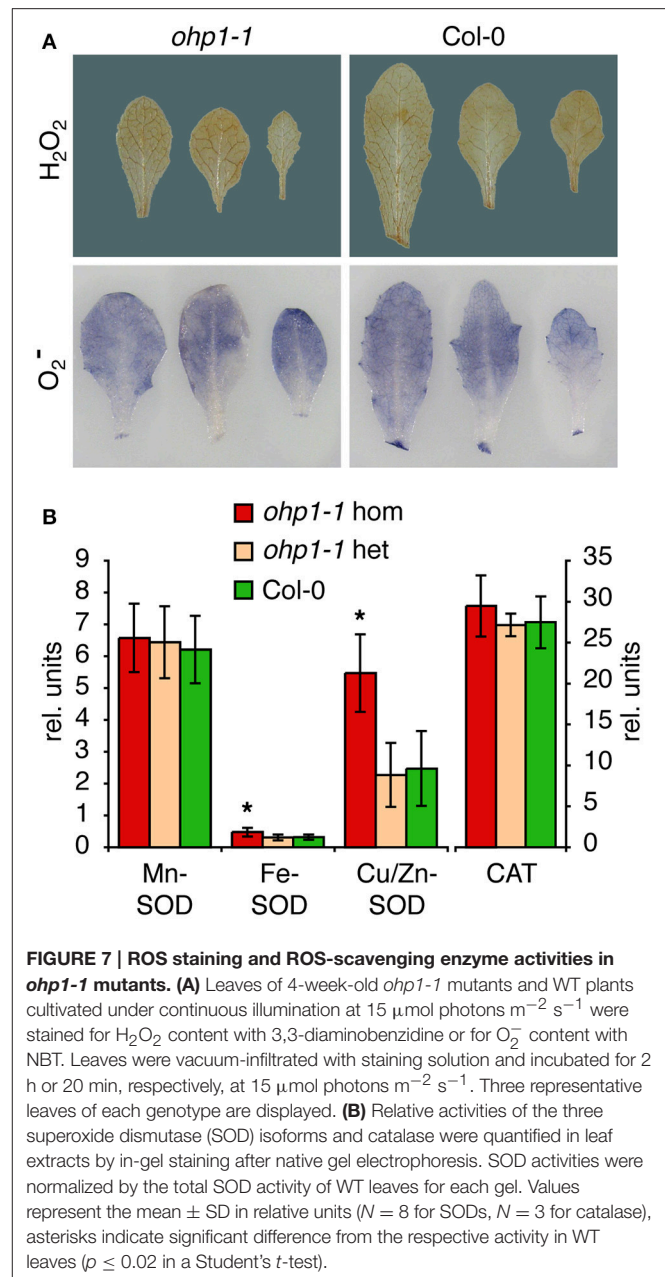 A
ohp1-1
Col-0
H2O2
O2−
B
ohp1-1 hom
ohp1-1 het
Col-0
9
8
7
6
5
4
3
2
1
0
rel. units
*
*
35
30
25
20
15
10
5
0
rel. units
Mn-
SOD
Fe-
SOD
Cu/Zn-
SOD
CAT
FIGURE 7 | ROS staining and ROS-scavenging enzyme activities in
ohp1-1 mutants. (A) Leaves of 4-week-old ohp1-1 mutants and WT plants
cultivated under continuous illumination at 15 μmol photons m−2 s−1 were
stained for H2O2 content with 3,3-diaminobenzidine or for O2− content with
NBT. Leaves were vacuum-infiltrated with staining solution and incubated for 2
h or 20 min, respectively, at 15 μmol photons m−2 s−1. Three representative
leaves of each genotype are displayed. (B) Relative activities of the three
superoxide dismutase (SOD) isoforms and catalase were quantified in leaf
extracts by in-gel staining after native gel electrophoresis. SOD activities were
normalized by the total SOD activity of WT leaves for each gel. Values
represent the mean ± SD in relative units (N = 8 for SODs, N = 3 for catalase),
asterisks indicate significant difference from the respective activity in WT
leaves (p ≤ 0.02 in a Student's t-test).